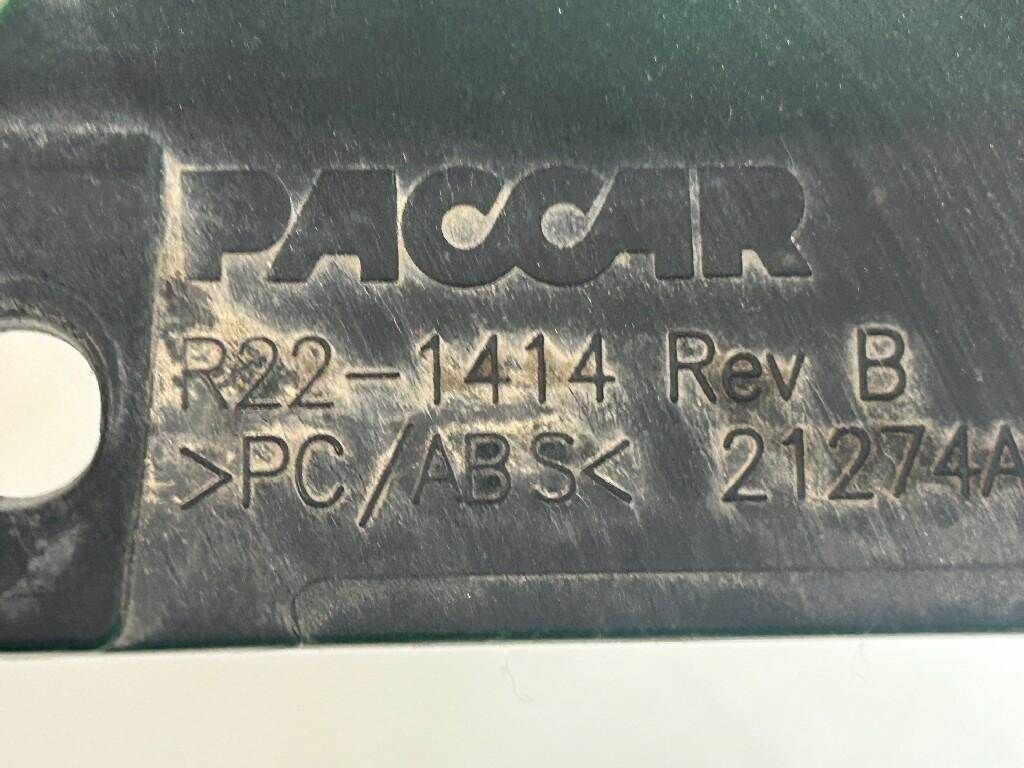 PACCAR
R22-1414 Rev B
>PC/ABS< 21274A